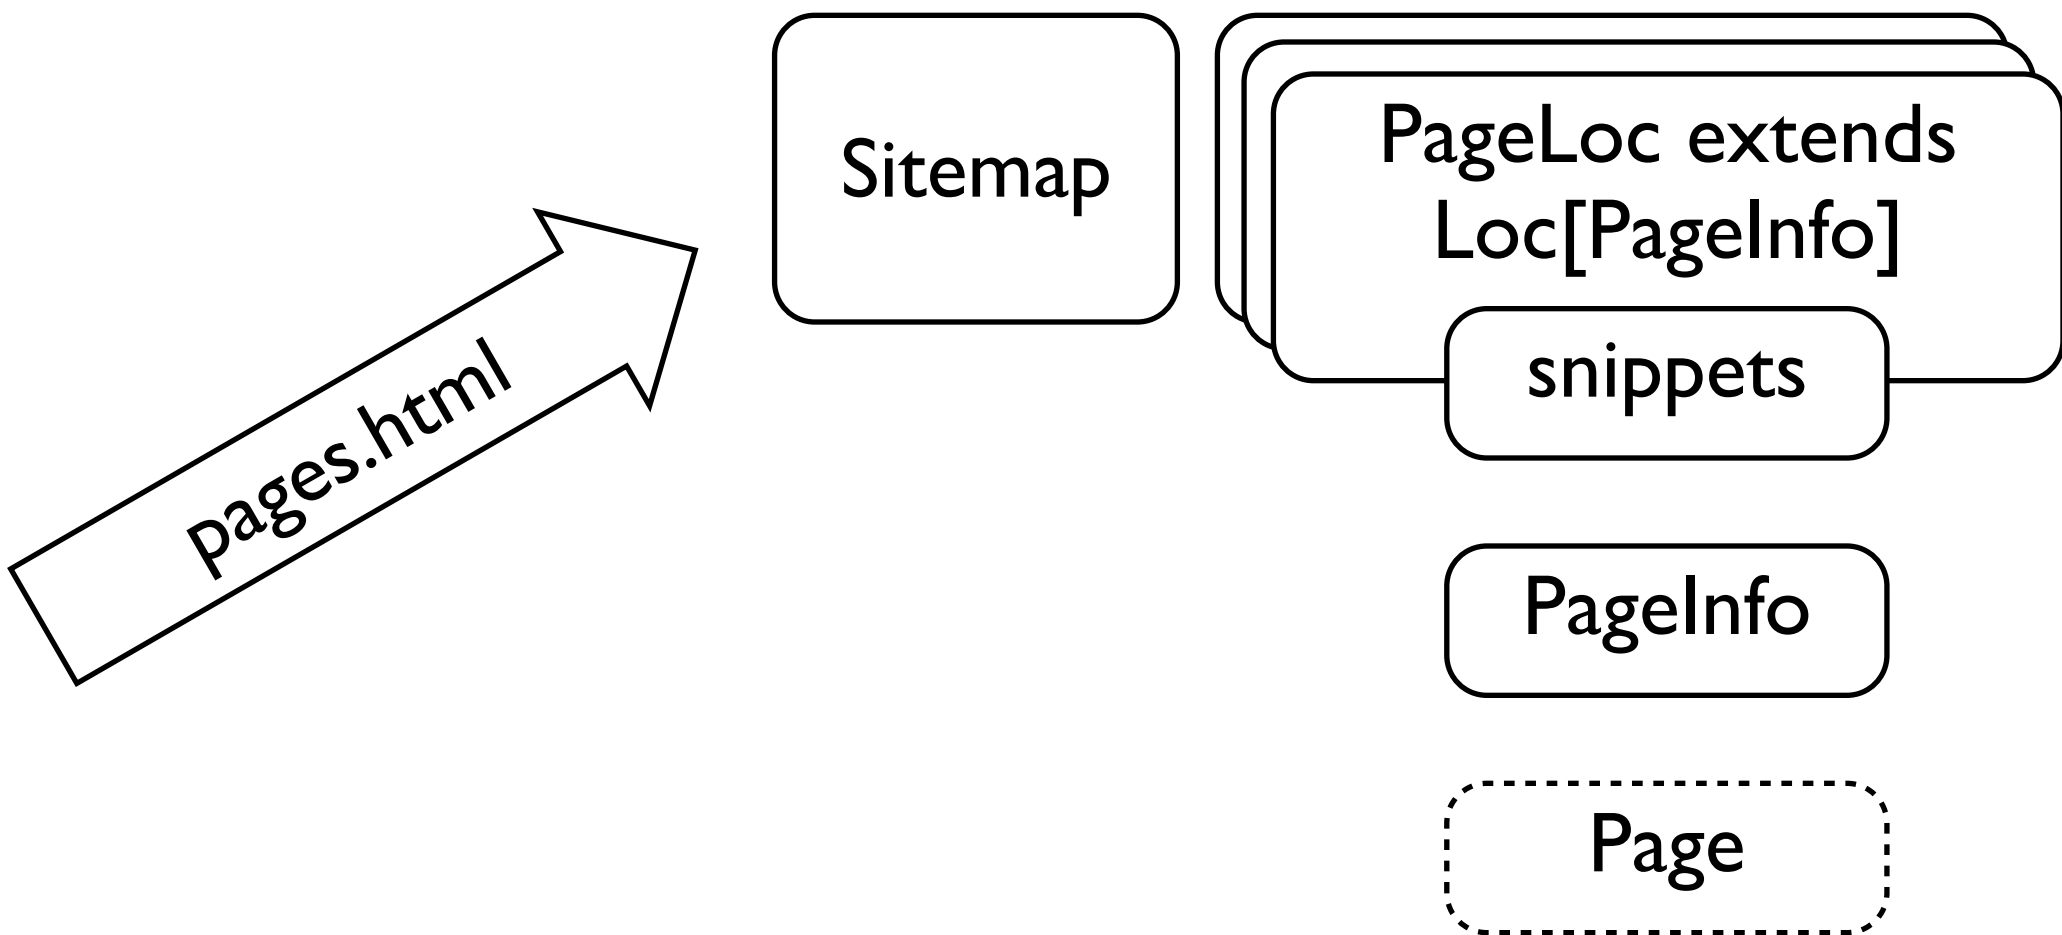 Sitemap
PageLoc extends
Loc[PageInfo]
snippets
pages.html
PageInfo
Page